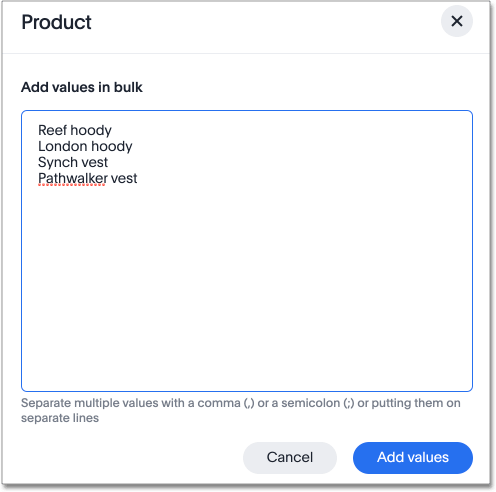 Product
Add values in bulk
Reef hoody
London hoody
Synch vest
Pathwalker vest
Separate multiple values with a comma (,) or a semicolon (;) or putting them on
separate lines
Cancel
Add values